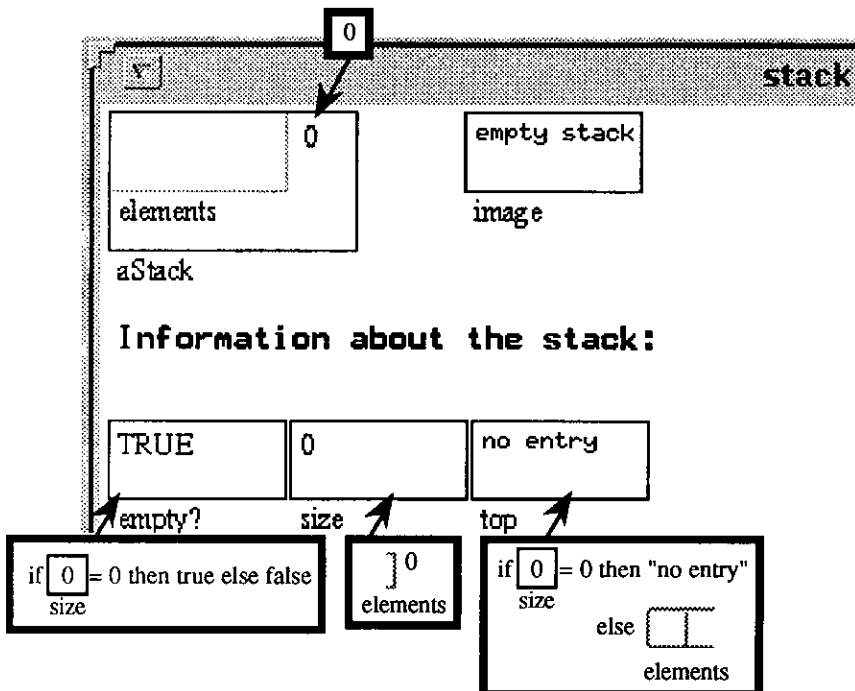 0
stack
0
empty stack
elements
image
aStack
Information about the stack:
TRUE
0
no entry
empty?
size
top
if 0 = 0 then true else false
size
0
elements
if 0 = 0 then "no entry"
size
else
elements